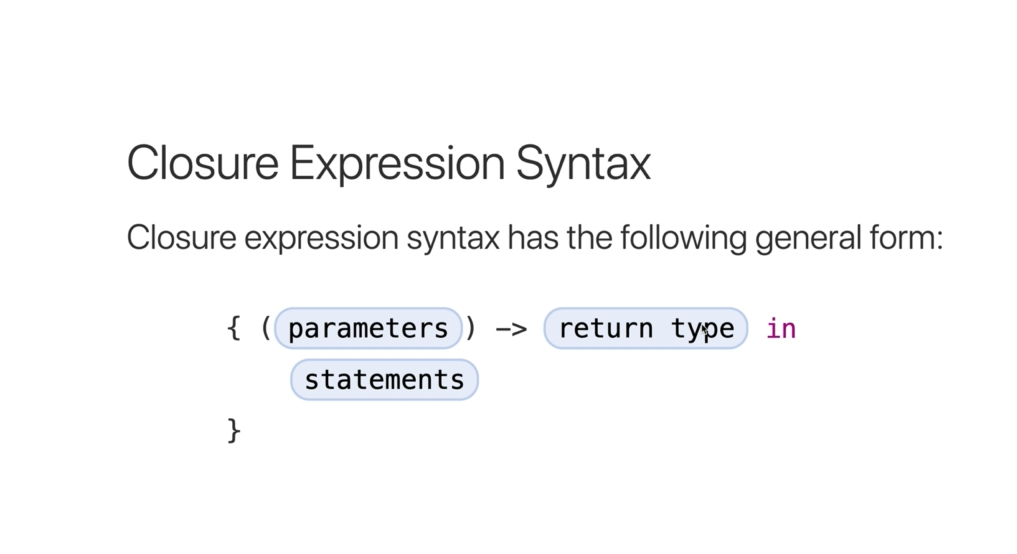 Closure Expression Syntax
Closure expression syntax has the following general form:
{ (parameters) -> return type in
statements
}